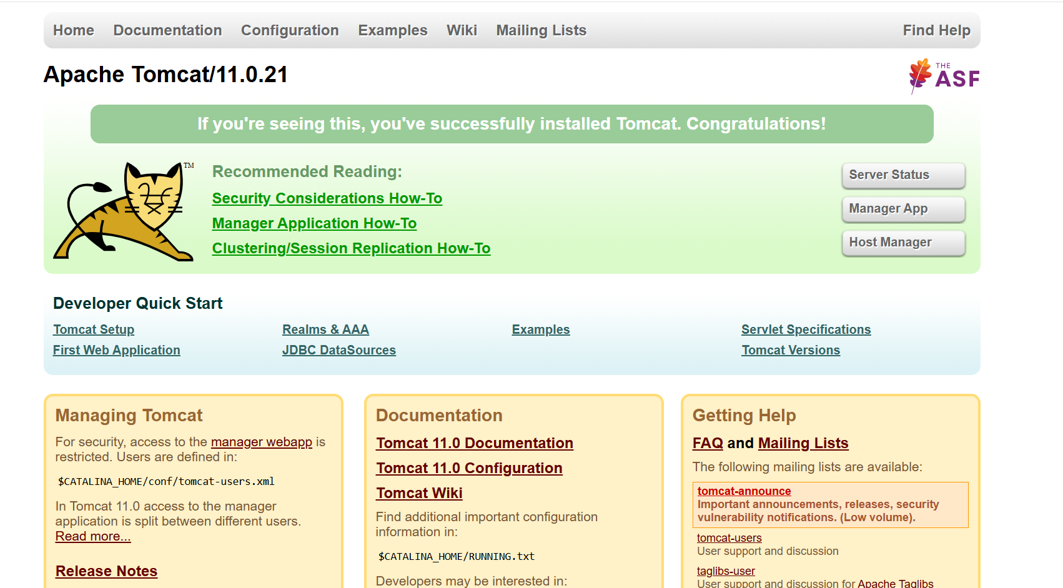 Home Documentation Configuration Examples Wiki Mailing Lists Find Help
Apache Tomcat/11.0.21
THE
ASF
If you're seeing this, you've successfully installed Tomcat. Congratulations!
TM
Recommended Reading:
Security Considerations How-To
Manager Application How-To
Clustering/Session Replication How-To
Server Status
Manager App
Host Manager
Developer Quick Start
Tomcat Setup
First Web Application
Realms & AAA
JDBC DataSources
Examples
Servlet Specifications
Tomcat Versions
Managing Tomcat
For security, access to the manager webapp is
restricted. Users are defined in:
$CATALINA_HOME/conf/tomcat-users.xml
In Tomcat 11.0 access to the manager
application is split between different users.
Read more...
Release Notes
Documentation
Tomcat 11.0 Documentation
Tomcat 11.0 Configuration
Tomcat Wiki
Find additional important configuration
information in:
$CATALINA_HOME/RUNNING.txt
Developers may be interested in:
Getting Help
FAQ and Mailing Lists
The following mailing lists are available:
tomcat-announce
Important announcements, releases, security
vulnerability notifications. (Low volume).
tomcat-users
User support and discussion
taglibs-user
User support and discussion for Apache Taglibs